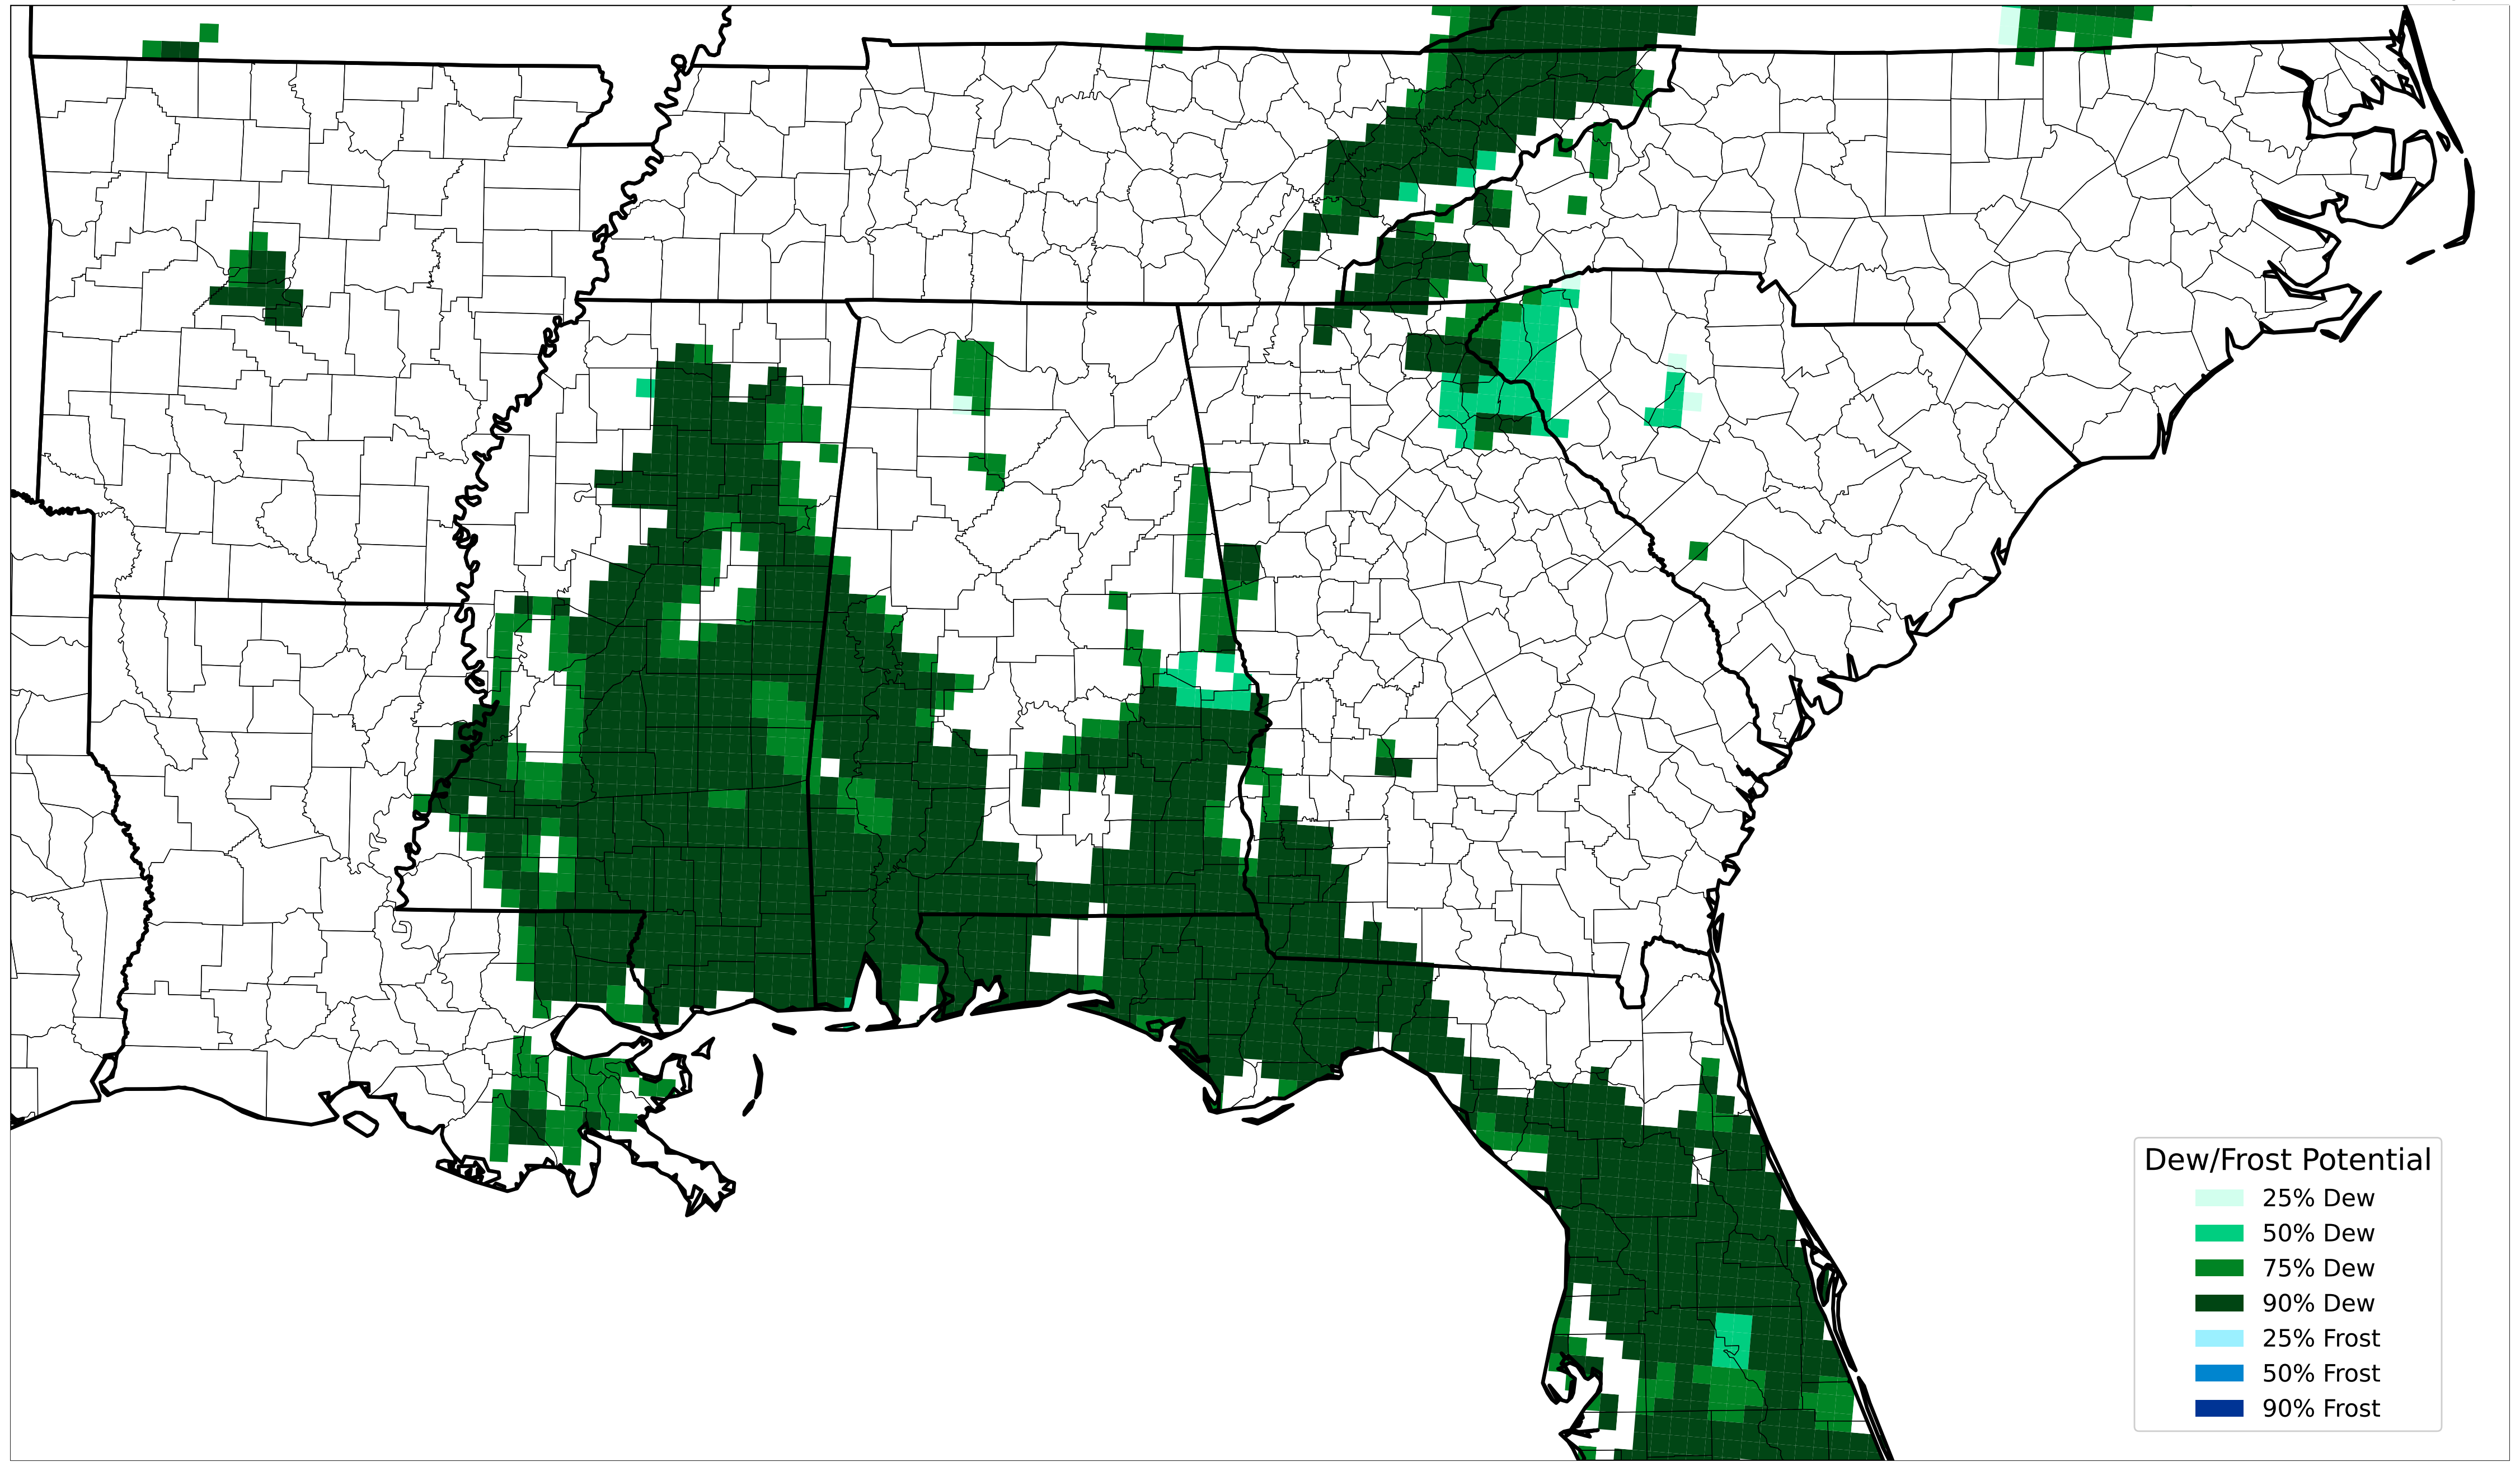 Dew/Frost Potential
25% Dew
50% Dew
75% Dew
90% Dew
25% Frost
50% Frost
90% Frost